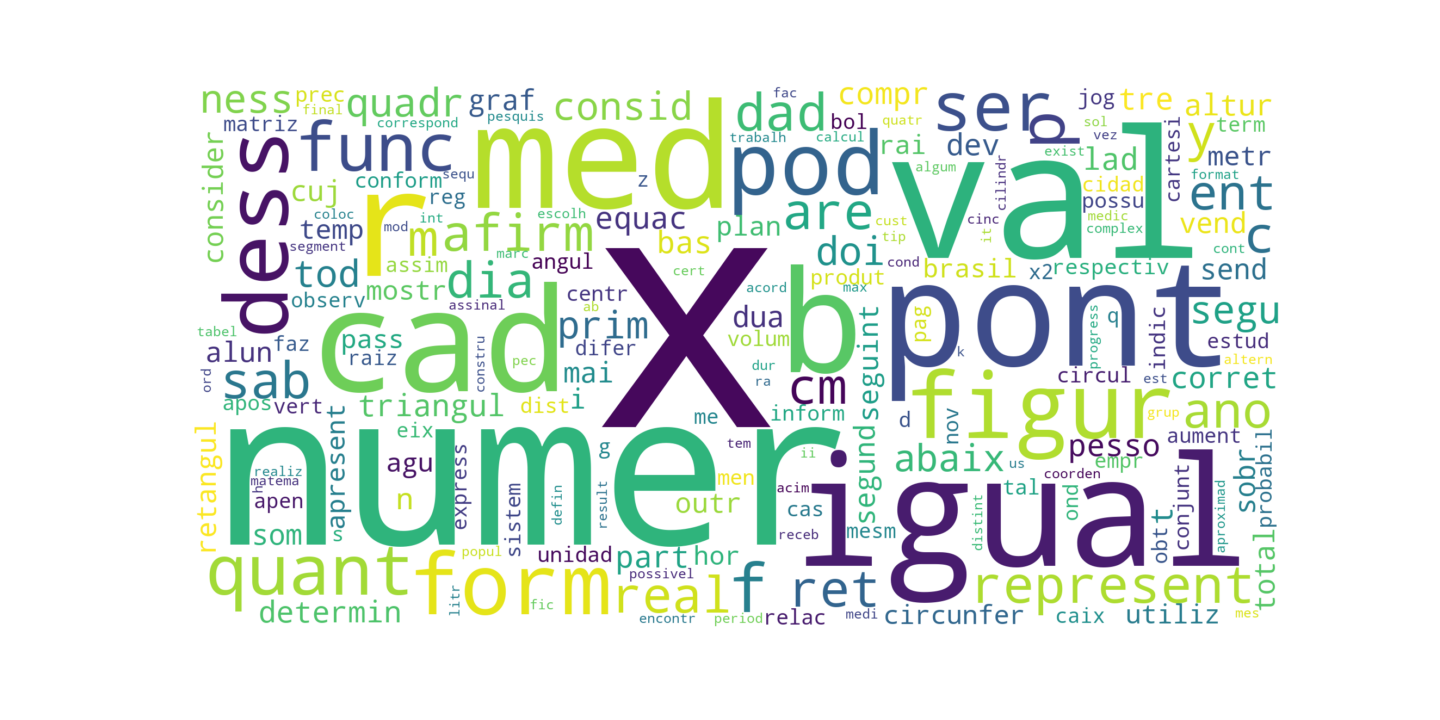 ness
prec
final
quadr
correspond
graf
pesquis
consid
dad
fac
bol
compr
quatr
ser
p
jog
tre
altur
matriz
func
med
trabalh
calcul
pod
rai
dev
sol
vez
y
term
consider
dess
cuj
conform
sequ
reg
r
z
val
exist
lad
cartesi
metr
format
ent
coloc
temp
mod
int
m
afirm
escolh
equac
plan
are
algum
cilindr
cidad
possu
medic
complex
vend
c
segment
tod
assim
marc
angul
bas
doi
cust
tip
cinc
it
cont
observ
mostr
dia
assinal
centr
cert
acord
produt
cond
brasil
x2
respectiv
send
x
ab
max
b
pont
segu
tabel
alun
faz
pass
raiz
cad
prim
dua
volum
pag
q
progress
indic
estud
k
ord
sab
constru
pec
difer
mai
dur
ra
cm
seguint
circul
est
altern
corret
apos
vert
triangul
dist
i
me
inform
figur
d
nov
grup
ano
retangul
eix
numer
g
tem
ii
igual
segund
abaix
us
pesso
aument
realiz
matema
h
agu
apen
apresent
n
express
sistem
defin
result
men
outr
acim
cas
tal
coorden
empr
ond
conjunt
sobr
probabil
som
s
receb
mesm
distint
obtt
aproximad
total
quant
popul
unidad
part
hor
form
possivel
real
f
ret
represent
determin
litr
fic
encontr
period
relac
medi
circunfer
caix
utiliz
mes